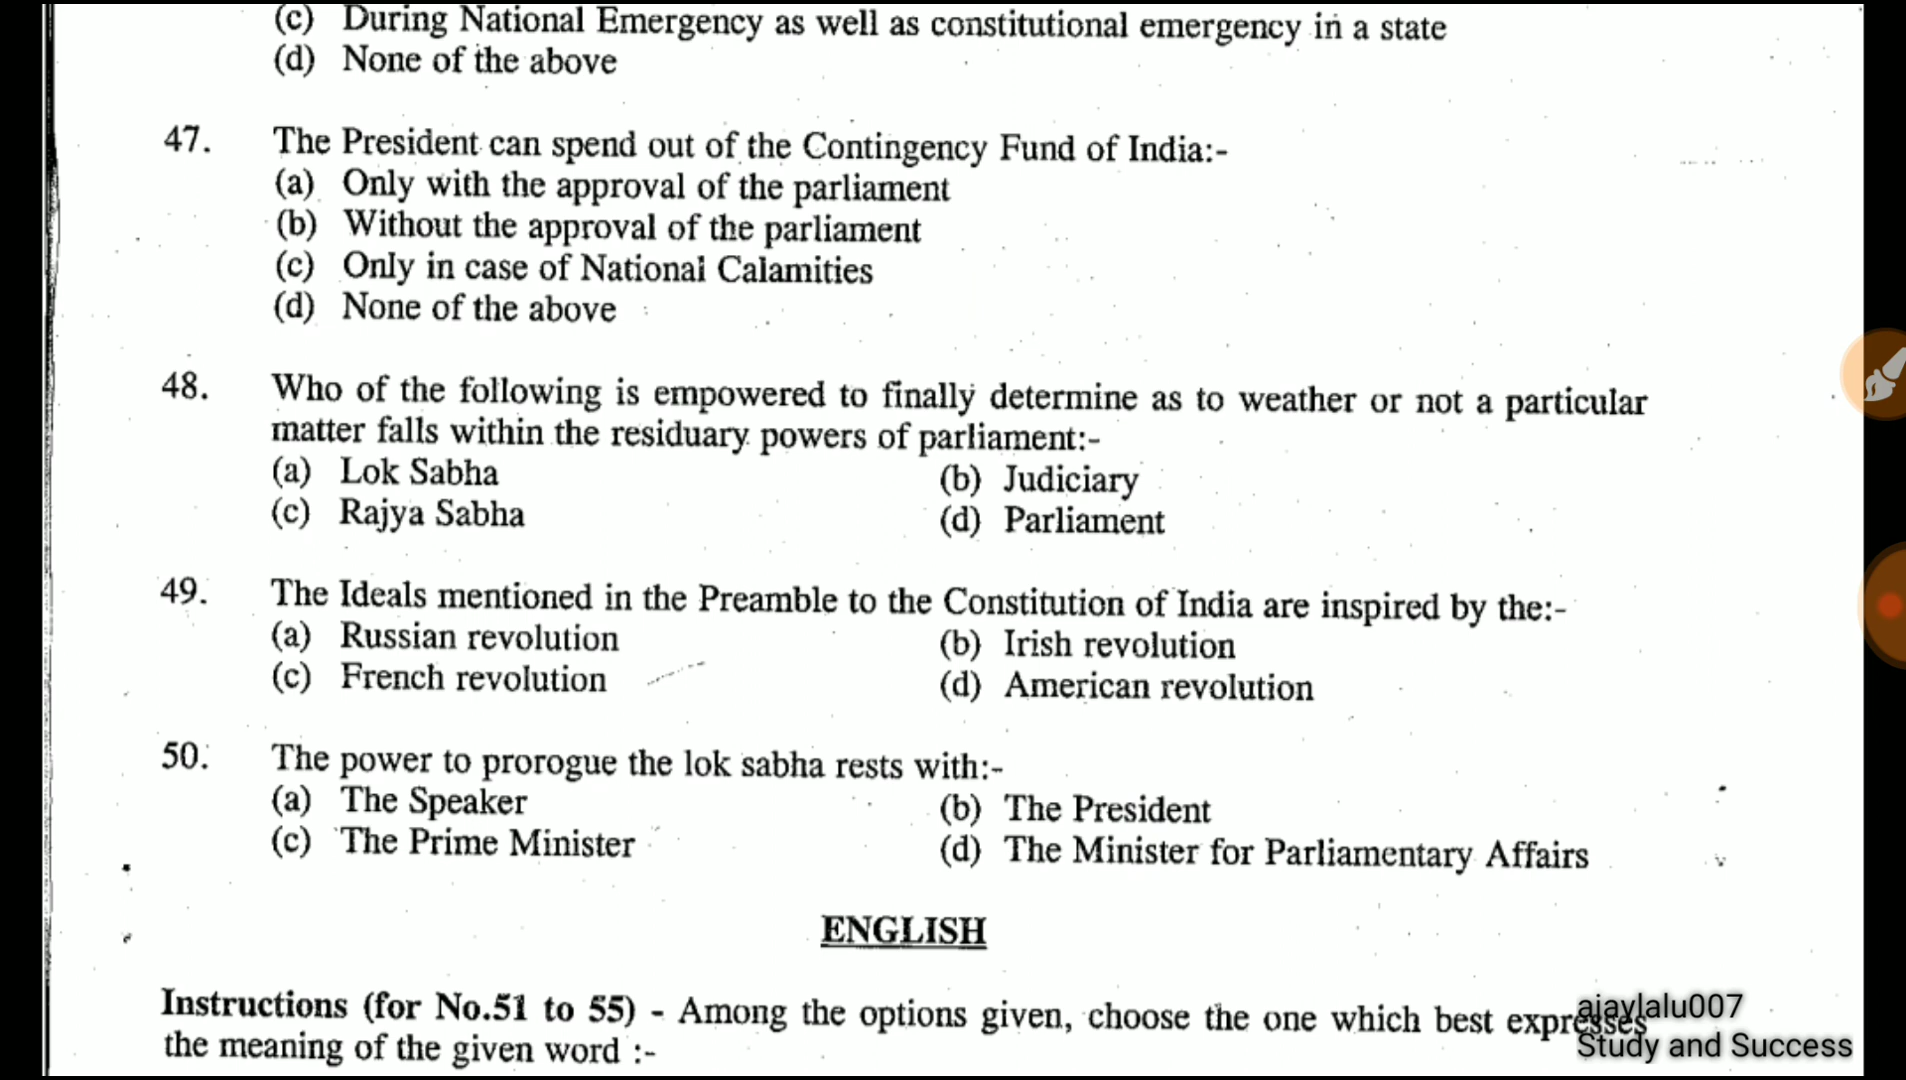 (c) During National Emergency as well as constitutional emergency in a state
(d) None of the above
47. The President can spend out of the Contingency Fund of India:-
(a) Only with the approval of the parliament
(b) Without the approval of the parliament
(c) Only in case of National Calamities
(d) None of the above
48. Who of the following is empowered to finally determine as to weather or not a particular
matter falls within the residuary powers of parliament:-
(a) Lok Sabha (b) Judiciary
(c) Rajya Sabha (d) Parliament
49. The Ideals mentioned in the Preamble to the Constitution of India are inspired by the:-
(a) Russian revolution (b) Irish revolution
(c) French revolution (d) American revolution
50. The power to prorogue the lok sabha rests with:-
(a) The Speaker (b) The President
(c) The Prime Minister (d) The Minister for Parliamentary Affairs
ENGLISH
Instructions (for No.51 to 55) - Among the options given, choose the one which best expresses
the meaning of the given word :-
ajaylalu007
Study and Success